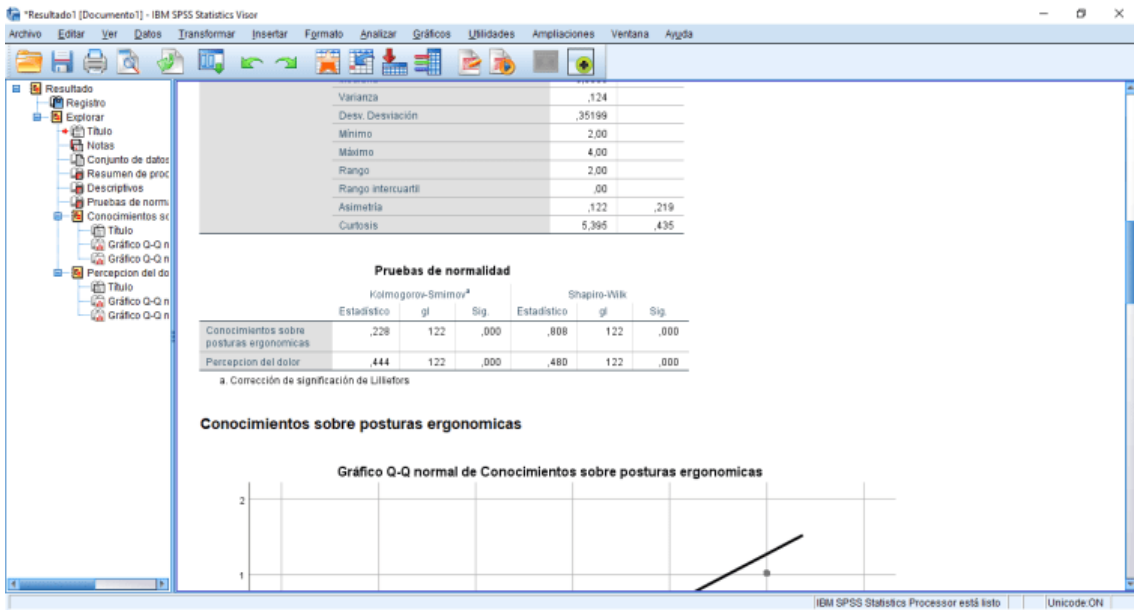 *Resultado1 [Documento1] - IBM SPSS Statistics Visor
Archivo Editar Ver Datos Transformar Insertar Formato Analizar Gráficos Utilidades Ampliaciones Ventana Ayuda
Resultado
Registro
Explorar
Título
Notas
Conjunto de datos
Resumen de proc
Descriptivos
Pruebas de norm
Conocimientos so
Título
Gráfico Q-Q n
Gráfico Q-Q n
Percepcion del do
Título
Gráfico Q-Q n
Gráfico Q-Q n
Varianza ,124
Desv. Desviación ,35199
Mínimo 2,00
Máximo 4,00
Rango 2,00
Rango intercuartil ,00
Asimetría ,122 ,219
Curtosis 5,395 ,435
Pruebas de normalidad
Kolmogorov-Smirnovª Shapiro-Wilk
Estadístico gl Sig. Estadístico gl Sig.
Conocimientos sobre
posturas ergonomicas ,228 122 ,000 ,808 122 ,000
Percepcion del dolor ,444 122 ,000 ,480 122 ,000
a. Corrección de significación de Lilliefors
Conocimientos sobre posturas ergonomicas
Gráfico Q-Q normal de Conocimientos sobre posturas ergonomicas
2
1
IBM SPSS Statistics Processor está listo Unicode:ON